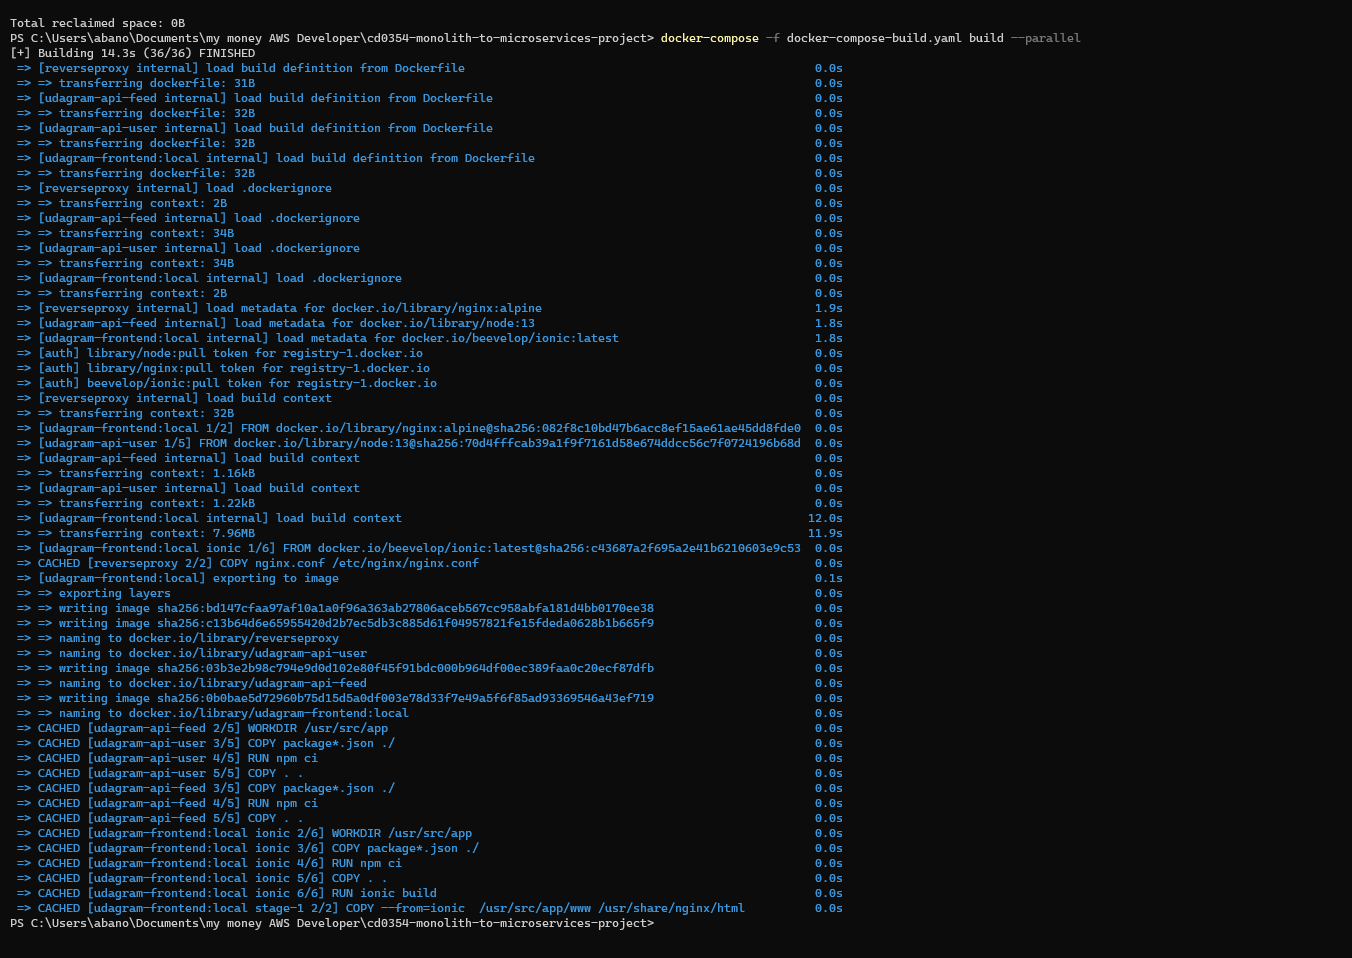 Total reclaimed space: 0B
PS C:\Users\abano\Documents\my money AWS Developer\cd0354-monolith-to-microservices-project> docker-compose -f docker-compose-build.yaml build --parallel
[+] Building 14.3s (36/36) FINISHED
=> [reverseproxy internal] load build definition from Dockerfile 0.0s
=> => transferring dockerfile: 31B 0.0s
=> [udagram-api-feed internal] load build definition from Dockerfile 0.0s
=> => transferring dockerfile: 32B 0.0s
=> [udagram-api-user internal] load build definition from Dockerfile 0.0s
=> => transferring dockerfile: 32B 0.0s
=> [udagram-frontend:local internal] load build definition from Dockerfile 0.0s
=> => transferring dockerfile: 32B 0.0s
=> [reverseproxy internal] load .dockerignore 0.0s
=> => transferring context: 2B 0.0s
=> [udagram-api-feed internal] load .dockerignore 0.0s
=> => transferring context: 34B 0.0s
=> [udagram-api-user internal] load .dockerignore 0.0s
=> => transferring context: 34B 0.0s
=> [udagram-frontend:local internal] load .dockerignore 0.0s
=> => transferring context: 2B 0.0s
=> [reverseproxy internal] load metadata for docker.io/library/nginx:alpine 1.9s
=> [udagram-api-feed internal] load metadata for docker.io/library/node:13 1.8s
=> [udagram-frontend:local internal] load metadata for docker.io/beevelop/ionic:latest 1.8s
=> [auth] library/node:pull token for registry-1.docker.io 0.0s
=> [auth] library/nginx:pull token for registry-1.docker.io 0.0s
=> [auth] beevelop/ionic:pull token for registry-1.docker.io 0.0s
=> [reverseproxy internal] load build context 0.0s
=> => transferring context: 32B 0.0s
=> [udagram-frontend:local 1/2] FROM docker.io/library/nginx:alpine@sha256:082f8c10bd47b6acc8ef15ae61ae45dd8fde0 0.0s
=> [udagram-api-user 1/5] FROM docker.io/library/node:13@sha256:70d4fffcab39a1f9f7161d58e674ddcc56c7f0724196b68d 0.0s
=> [udagram-api-feed internal] load build context 0.0s
=> => transferring context: 1.16kB 0.0s
=> [udagram-api-user internal] load build context 0.0s
=> => transferring context: 1.22kB 0.0s
=> [udagram-frontend:local internal] load build context 12.0s
=> => transferring context: 7.96MB 11.9s
=> [udagram-frontend:local ionic 1/6] FROM docker.io/beevelop/ionic:latest@sha256:c43687a2f695a2e41b6210603e9c53 0.0s
=> CACHED [reverseproxy 2/2] COPY nginx.conf /etc/nginx/nginx.conf 0.0s
=> [udagram-frontend:local] exporting to image 0.1s
=> => exporting layers 0.0s
=> => writing image sha256:bd147cfaa97af10a1a0f96a363ab27806aceb567cc958abfa181d4bb0170ee38 0.0s
=> => writing image sha256:c13b64d6e65955420d2b7ec5db3c885d61f04957821fe15fdeda0628b1b665f9 0.0s
=> => naming to docker.io/library/reverseproxy 0.0s
=> => naming to docker.io/library/udagram-api-user 0.0s
=> => writing image sha256:03b3e2b98c794e9d0d102e80f45f91bdc000b964df00ec389faa0c20ecf87dfb 0.0s
=> => naming to docker.io/library/udagram-api-feed 0.0s
=> => writing image sha256:0b0bae5d72960b75d15d5a0df003e78d33f7e49a5f6f85ad93369546a43ef719 0.0s
=> => naming to docker.io/library/udagram-frontend:local 0.0s
=> CACHED [udagram-api-feed 2/5] WORKDIR /usr/src/app 0.0s
=> CACHED [udagram-api-user 3/5] COPY package*.json ./ 0.0s
=> CACHED [udagram-api-user 4/5] RUN npm ci 0.0s
=> CACHED [udagram-api-user 5/5] COPY . . 0.0s
=> CACHED [udagram-api-feed 3/5] COPY package*.json ./ 0.0s
=> CACHED [udagram-api-feed 4/5] RUN npm ci 0.0s
=> CACHED [udagram-api-feed 5/5] COPY . . 0.0s
=> CACHED [udagram-frontend:local ionic 2/6] WORKDIR /usr/src/app 0.0s
=> CACHED [udagram-frontend:local ionic 3/6] COPY package*.json ./ 0.0s
=> CACHED [udagram-frontend:local ionic 4/6] RUN npm ci 0.0s
=> CACHED [udagram-frontend:local ionic 5/6] COPY . . 0.0s
=> CACHED [udagram-frontend:local ionic 6/6] RUN ionic build 0.0s
=> CACHED [udagram-frontend:local stage-1 2/2] COPY --from=ionic  /usr/src/app/www /usr/share/nginx/html 0.0s
PS C:\Users\abano\Documents\my money AWS Developer\cd0354-monolith-to-microservices-project>